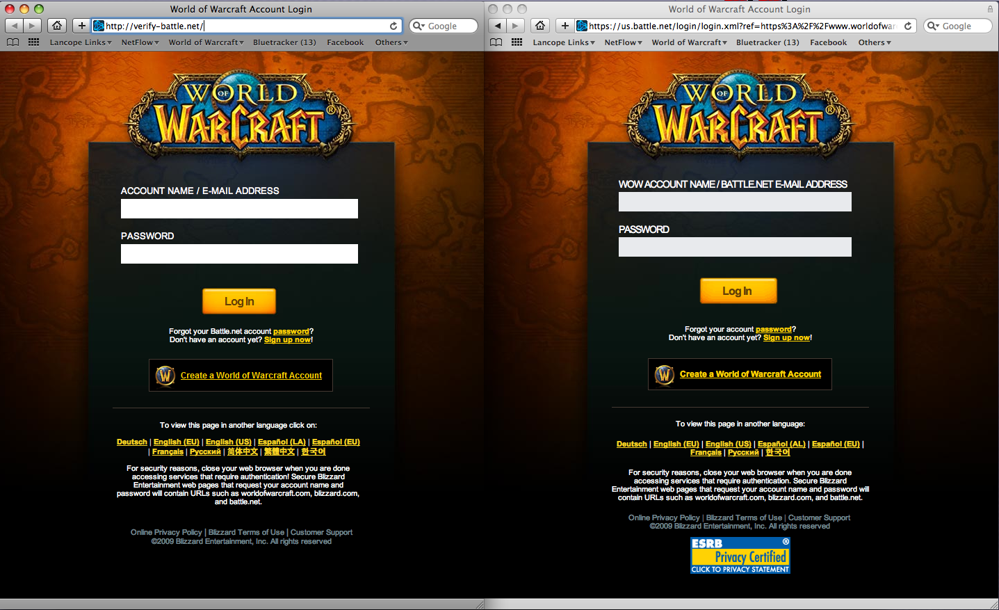 World of Warcraft Account Login
http://verify-battle.net/
Google
Lancope Links NetFlow World of Warcraft Bluetracker (13) Facebook Others
WORLD
OF
WARCRAFT®
ACCOUNT NAME / E-MAIL ADDRESS
PASSWORD
Log In
Forgot your Battle.net account password?
Don't have an account yet? Sign up now!
W Create a World of Warcraft Account
To view this page in another language click on:
Deutsch | English (EU) | English (US) | Español (LA) | Español (EU)
| Français | Русский | 简体中文 | 繁體中文 | 한국어
For security reasons, close your web browser when you are done
accessing services that require authentication! Secure Blizzard
Entertainment web pages that request your account name and
password will contain URLs such as worldofwarcraft.com, blizzard.com,
and battle.net.
Online Privacy Policy | Blizzard Terms of Use | Customer Support
©2009 Blizzard Entertainment, Inc. All rights reserved
World of Warcraft Account Login
https://us.battle.net/login/login.xml?ref=https%3A%2F%2Fwww.worldofwar
Google
Lancope Links NetFlow World of Warcraft Bluetracker (13) Facebook Others
WORLD
OF
WARCRAFT®
WOW ACCOUNT NAME / BATTLE.NET E-MAIL ADDRESS
PASSWORD
Log In
Forgot your account password?
Don't have an account yet? Sign up now!
W Create a World of Warcraft Account
To view this page in another language:
Deutsch | English (EU) | English (US) | Español (AL) | Español (EU) |
Français | Русский | 한국어
For security reasons, close your web browser when you are done
accessing services that require authentication. Secure Blizzard
Entertainment web pages that request your account name and password will
contain URLs such as worldofwarcraft.com, blizzard.com, and battle.net.
Online Privacy Policy | Blizzard Terms of Use | Customer Support
©2009 Blizzard Entertainment, Inc. All rights reserved
ESRB ®
Privacy Certified
CLICK TO PRIVACY STATEMENT